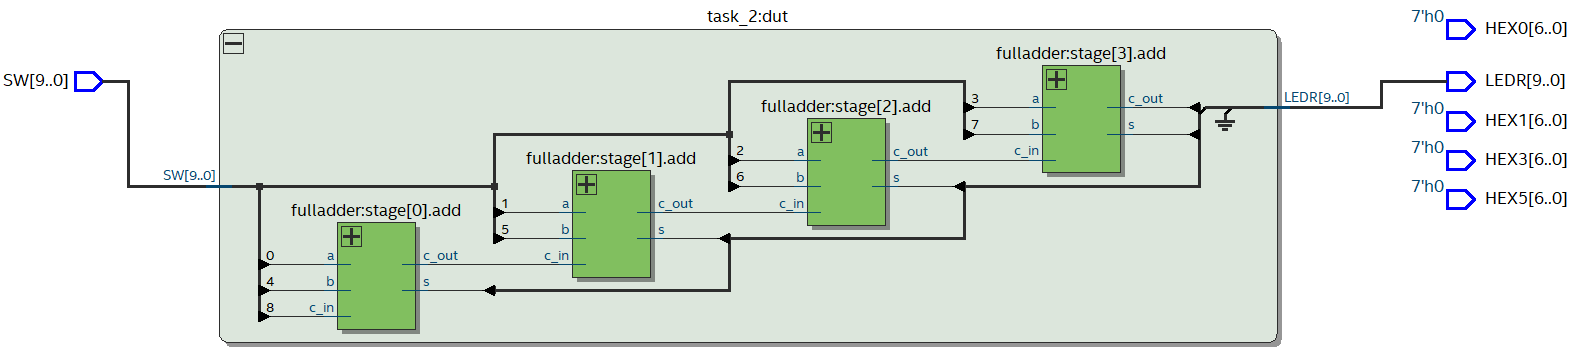 task_2:dut
7'h0
HEX0[6..0]
fulladder:stage[3].add
SW[9..0]
LEDR[9..0]
LEDR[9..0]
3 a c_out
7 b s
c_in
fulladder:stage[2].add
7'h0
HEX1[6..0]
2 a c_out
6 b s
c_in
fulladder:stage[1].add
7'h0
HEX3[6..0]
SW[9..0]
7'h0
HEX5[6..0]
1 a c_out
5 b s
c_in
fulladder:stage[0].add
0 a c_out
4 b s
8 c_in